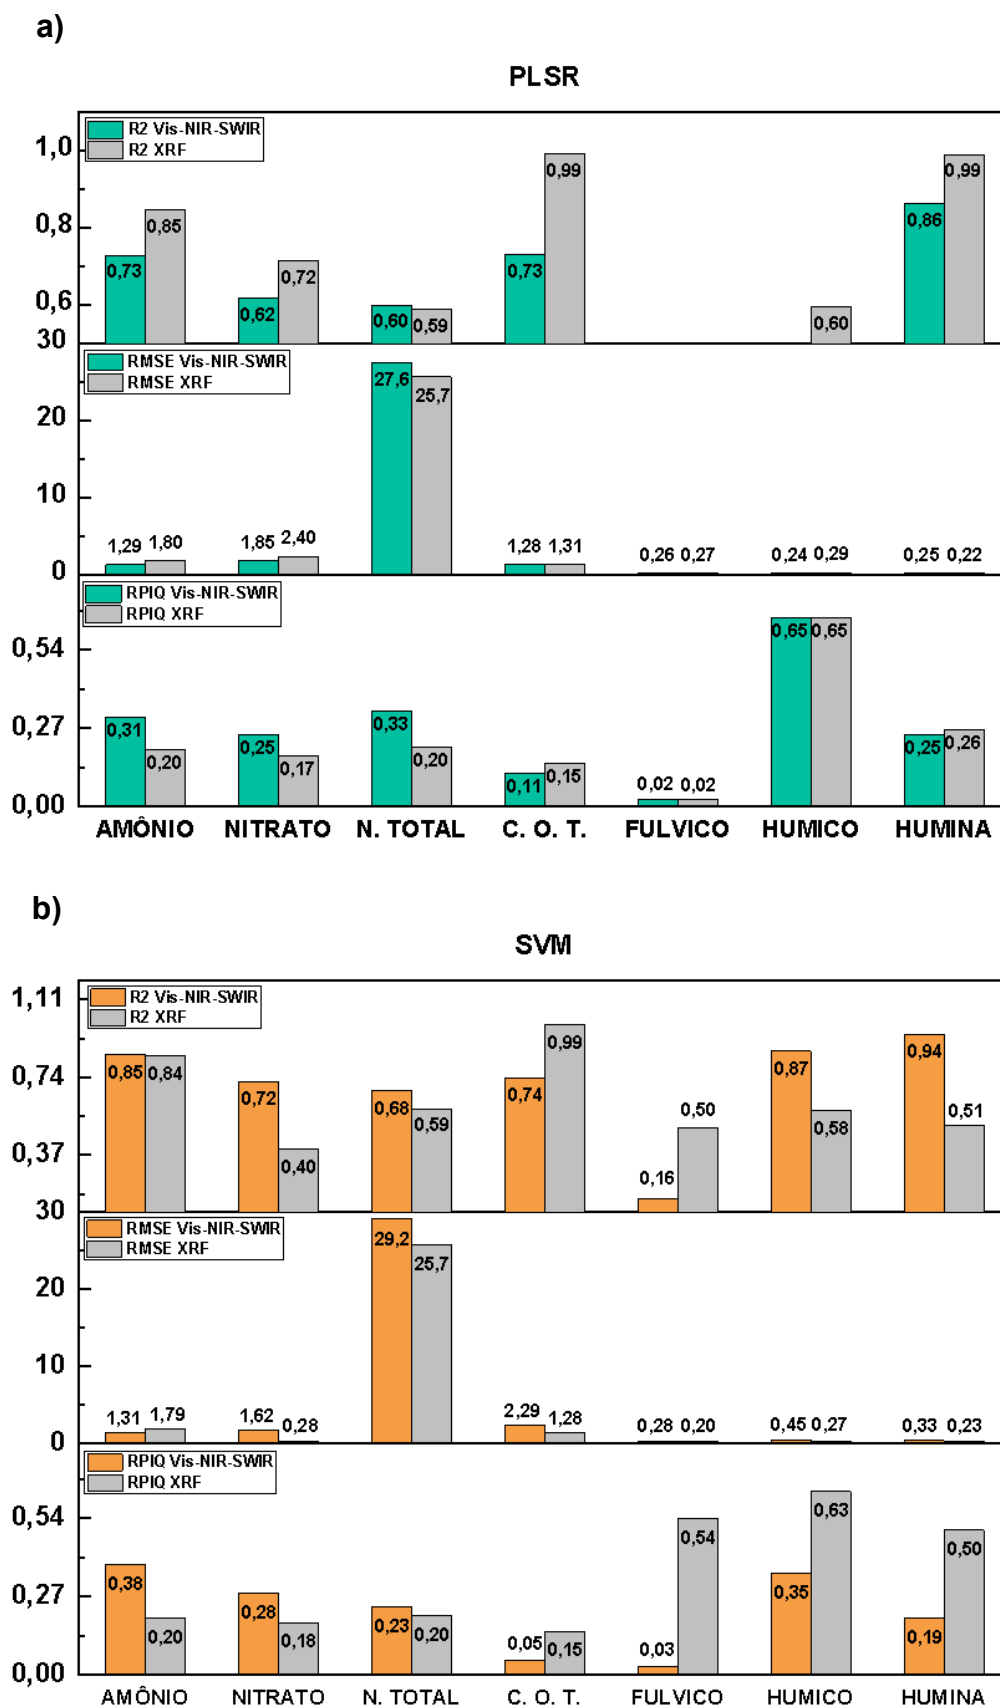 a)
PLSR
R2 Vis-NIR-SWIR
R2 XRF
1,0
0,8
0,6
0,73 0,85 0,62 0,72 0,60 0,59 0,73 0,99 0,60 0,86 0,99
30
RMSE Vis-NIR-SWIR
RMSE XRF
20
10
0
1,29 1,80 1,85 2,40 27,6 25,7 1,28 1,31 0,26 0,27 0,24 0,29 0,25 0,22
RPIQ Vis-NIR-SWIR
RPIQ XRF
0,54
0,27
0,00
0,31 0,20 0,25 0,17 0,33 0,20 0,11 0,15 0,02 0,02 0,65 0,65 0,25 0,26
AMÔNIO NITRATO N. TOTAL C. O. T. FULVICO HUMICO HUMINA
b)
SVM
R2 Vis-NIR-SWIR
R2 XRF
1,11
0,74
0,37
0,85 0,84 0,72 0,40 0,68 0,59 0,74 0,99 0,16 0,50 0,87 0,58 0,94 0,51
30
RMSE Vis-NIR-SWIR
RMSE XRF
20
10
0
1,31 1,79 1,62 0,28 29,2 25,7 2,29 1,28 0,28 0,20 0,45 0,27 0,33 0,23
RPIQ Vis-NIR-SWIR
RPIQ XRF
0,54
0,27
0,00
0,38 0,20 0,28 0,18 0,23 0,20 0,05 0,15 0,03 0,54 0,35 0,63 0,19 0,50
AMÔNIO NITRATO N. TOTAL C. O. T. FULVICO HUMICO HUMINA